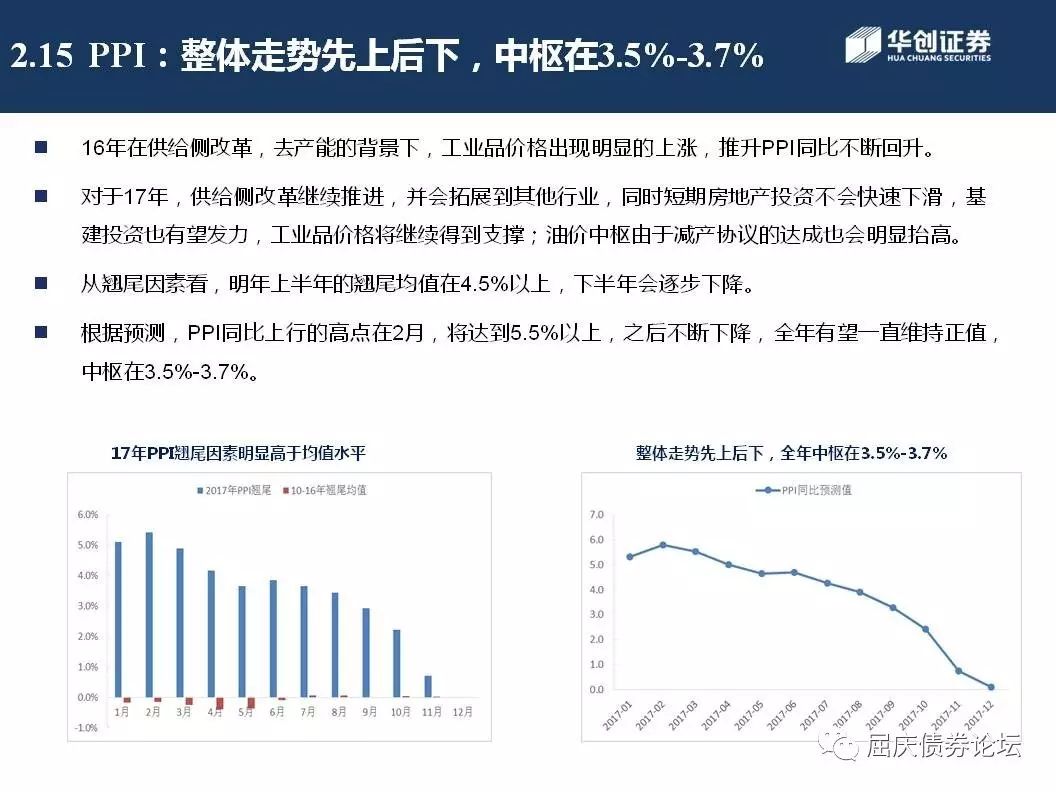 2.15 PPI：整体走势先上后下，中枢在3.5%-3.7%
华创证券
HUA CHUANG SECURITIES
■ 16年在供给侧改革，去产能的背景下，工业品价格出现明显的上涨，推升PPI同比不断回升。
■ 对于17年，供给侧改革继续推进，并会拓展到其他行业，同时短期房地产投资不会快速下滑，基
建投资也有望发力，工业品价格将继续得到支撑；油价中枢由于减产协议的达成也会明显抬高。
■ 从翘尾因素看，明年上半年的翘尾均值在4.5%以上，下半年会逐步下降。
■ 根据预测，PPI同比上行的高点在2月，将达到5.5%以上，之后不断下降，全年有望一直维持正值，
中枢在3.5%-3.7%。
17年PPI翘尾因素明显高于均值水平
2017年PPI翘尾 10-16年翘尾均值
6.0%
5.0%
4.0%
3.0%
2.0%
1.0%
0.0%
-1.0%
1月 2月 3月 4月 5月 6月 7月 8月 9月 10月 11月 12月
整体走势先上后下，全年中枢在3.5%-3.7%
PPI同比预测值
7.0
6.0
5.0
4.0
3.0
2.0
1.0
0.0
2017-01 2017-02 2017-03 2017-04 2017-05 2017-06 2017-07 2017-08 2017-09 2017-10 2017-11 2017-12
屈庆债券论坛